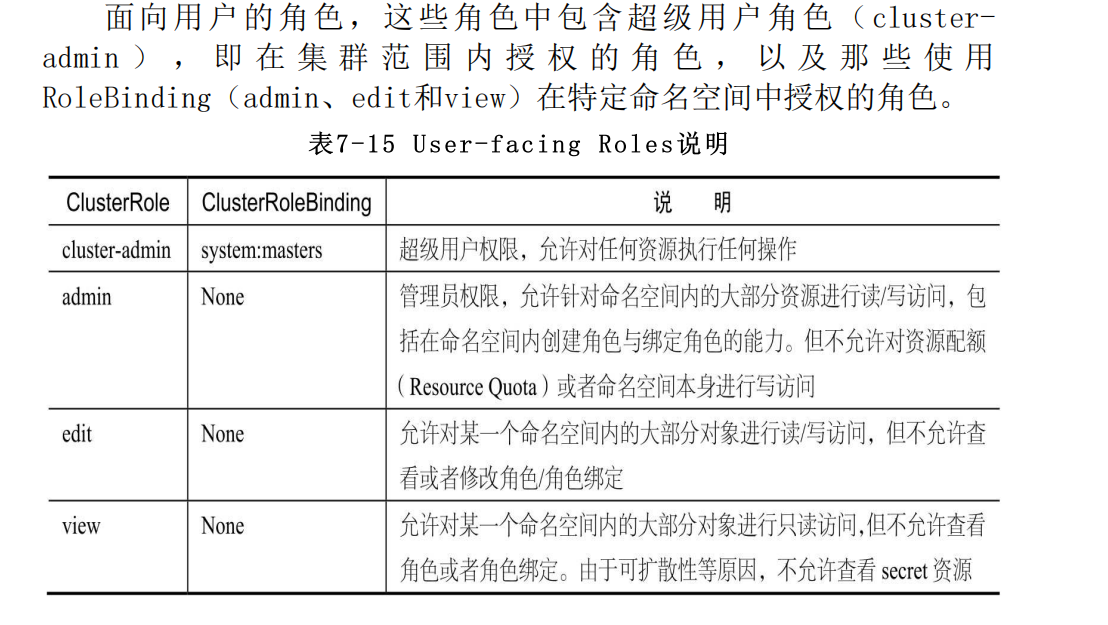 面向用户的角色，这些角色中包含超级用户角色（cluster-
admin），即在集群范围内授权的角色，以及那些使用
RoleBinding（admin、edit和view）在特定命名空间中授权的角色。
表7-15 User-facing Roles说明
ClusterRole ClusterRoleBinding 说 明
cluster-admin system:masters 超级用户权限，允许对任何资源执行任何操作
admin None 管理员权限，允许针对命名空间内的大部分资源进行读/写访问，包
括在命名空间内创建角色与绑定角色的能力。但不允许对资源配额
（Resource Quota）或者命名空间本身进行写访问
edit None 允许对某一个命名空间内的大部分对象进行读/写访问，但不允许查
看或者修改角色/角色绑定
view None 允许对某一个命名空间内的大部分对象进行只读访问,但不允许查看
角色或者角色绑定。由于可扩散性等原因，不允许查看 secret 资源